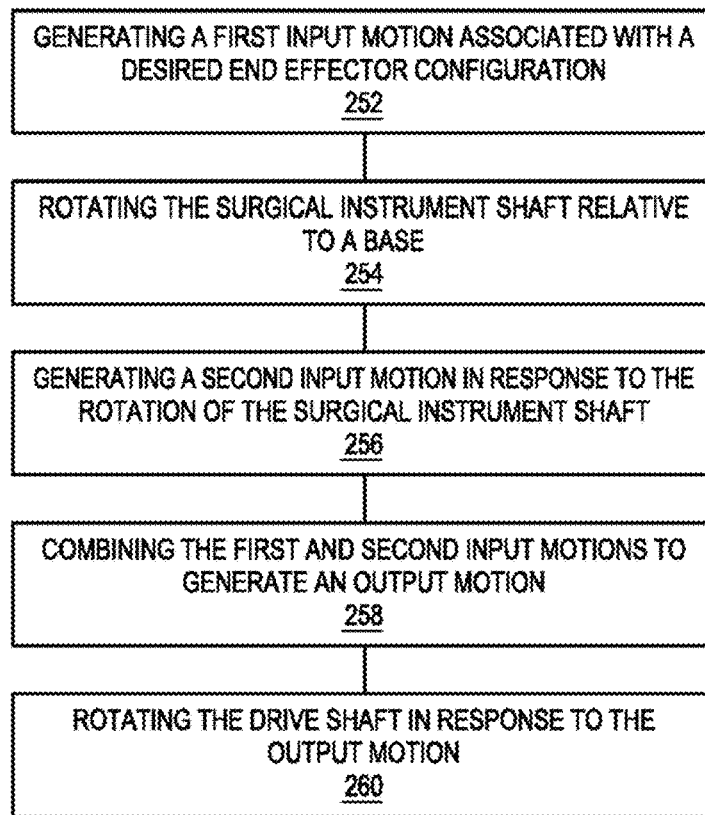 GENERATING A FIRST INPUT MOTION ASSOCIATED WITH A
DESIRED END EFFECTOR CONFIGURATION
252
ROTATING THE SURGICAL INSTRUMENT SHAFT RELATIVE
TO A BASE
254
GENERATING A SECOND INPUT MOTION IN RESPONSE TO THE
ROTATION OF THE SURGICAL INSTRUMENT SHAFT
256
COMBINING THE FIRST AND SECOND INPUT MOTIONS TO
GENERATE AN OUTPUT MOTION
258
ROTATING THE DRIVE SHAFT IN RESPONSE TO THE
OUTPUT MOTION
260